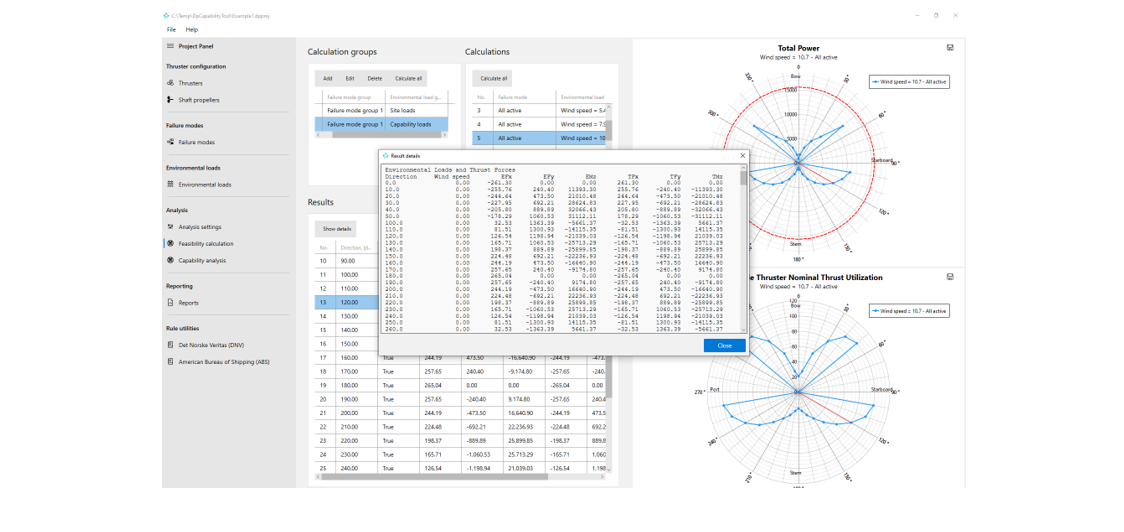 C:\Temp\DpCapabilityTool\Example1.dpproj
File Help
Project Panel
Thruster configuration
Thrusters
Shaft propellers
Failure modes
Failure modes
Environmental loads
Environmental loads
Analysis
Analysis settings
Feasibility calculation
Capability analysis
Reporting
Reports
Rule utilities
Det Norske Veritas (DNV)
American Bureau of Shipping (ABS)
Calculation groups
Add Edit Delete Calculate all
Failure mode group Environmental load g...
Failure mode group 1 Site loads
Failure mode group 1 Capability loads
Calculations
Calculate all
No. Failure mode Environmental load
3 All active Wind speed = 5.4
4 All active Wind speed = 7.9
5 All active Wind speed = 10
Results
Show details
No.
10 90.00
11 100.00
12 110.00
13 120.00
14 130.00
15 140.00
16 150.00
17 160.00 True 244.19 473.50 -16,640.90 -244.19 -473.
18 170.00 True 257.65 240.40 -9,174.80 -257.65 -240.
19 180.00 True 265.04 0.00 0.00 -265.04 0.00
20 190.00 True 257.65 -240.40 9,174.80 -257.65 240.4
21 200.00 True 244.19 -473.50 16,640.90 -244.19 473.5
22 210.00 True 224.48 -692.21 22,236.93 -224.48 692.2
23 220.00 True 198.37 -889.89 25,899.85 -198.37 889.8
24 230.00 True 165.71 -1,060.53 25,713.29 -165.71 1,060
25 240.00 True 126.54 -1,198.94 21,039.03 -126.54 1,198.
Result details
Environmental Loads and Thrust Forces
Direction Wind speed EFx EFy EMz TFx TFy TMz
0.0 0.00 -261.30 0.00 0.00 261.30 0.00 0.00
10.0 0.00 -255.76 240.40 11393.30 255.76 -240.40 -11393.30
20.0 0.00 -244.64 473.50 21010.48 244.64 -473.50 -21010.48
30.0 0.00 -227.95 692.21 28624.83 227.95 -692.21 -28624.83
40.0 0.00 -205.80 889.89 32066.43 205.80 -889.89 -32066.43
50.0 0.00 -178.29 1060.53 31112.11 178.29 -1060.53 -31112.11
100.0 0.00 32.53 1363.39 -5661.37 -32.53 -1363.39 5661.37
110.0 0.00 81.51 1300.93 -14115.35 -81.51 -1300.93 14115.35
120.0 0.00 126.54 1198.94 -21039.03 -126.54 -1198.94 21039.03
130.0 0.00 165.71 1060.53 -25713.29 -165.71 -1060.53 25713.29
140.0 0.00 198.37 889.89 -25899.85 -198.37 -889.89 25899.85
150.0 0.00 224.48 692.21 -22236.93 -224.48 -692.21 22236.93
160.0 0.00 244.19 473.50 -16640.90 -244.19 -473.50 16640.90
170.0 0.00 257.65 240.40 -9174.80 -257.65 -240.40 9174.80
180.0 0.00 265.04 0.00 0.00 -265.04 0.00 0.00
190.0 0.00 257.65 -240.40 9174.80 -257.65 240.40 -9174.80
200.0 0.00 244.19 -473.50 16640.90 -244.19 473.50 -16640.90
210.0 0.00 224.48 -692.21 22236.93 -224.48 692.21 -22236.93
220.0 0.00 198.37 -889.89 25899.85 -198.37 889.89 -25899.85
230.0 0.00 165.71 -1060.53 25713.29 -165.71 1060.53 -25713.29
240.0 0.00 126.54 -1198.94 21039.03 -126.54 1198.94 -21039.03
250.0 0.00 81.51 -1300.93 14115.35 -81.51 1300.93 -14115.35
260.0 0.00 32.53 -1363.39 5661.37 -32.53 1363.39 -5661.37
Close
Total Power
Wind speed = 10.7 - All active
Wind speed = 10.7 - All active
0
Bow
330°
30°
15000
10000
5000
0
300°
60°
Starboard
90°
120°
150°
Stern
180°
e Thruster Nominal Thrust Utilization
Wind speed = 10.7 - All active
Wind speed = 10.7 - All active
0
120
Bow
30°
100
80
60
40
20
0
60°
270° Port
Starboard
90°
240°
120°
210°
150°
Stern
180°